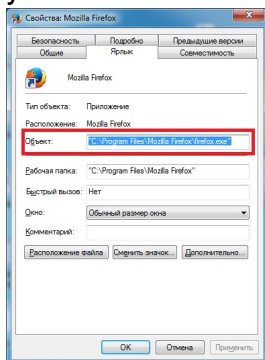 у
Свойства: Mozilla Firefox
Безопасность Подробно Предыдущие версии
Общие Ярлык Совместимость
Mozilla Firefox
Тип объекта: Приложение
Расположение: Mozilla Firefox
Объект: "C:\Program Files\Mozilla Firefox\firefox.exe"
Рабочая папка: "C:\Program Files\Mozilla Firefox"
Быстрый вызов: Нет
Окно: Обычный размер окна
Комментарий:
Расположение файла Сменить значок... Дополнительно...
ОК Отмена Применить